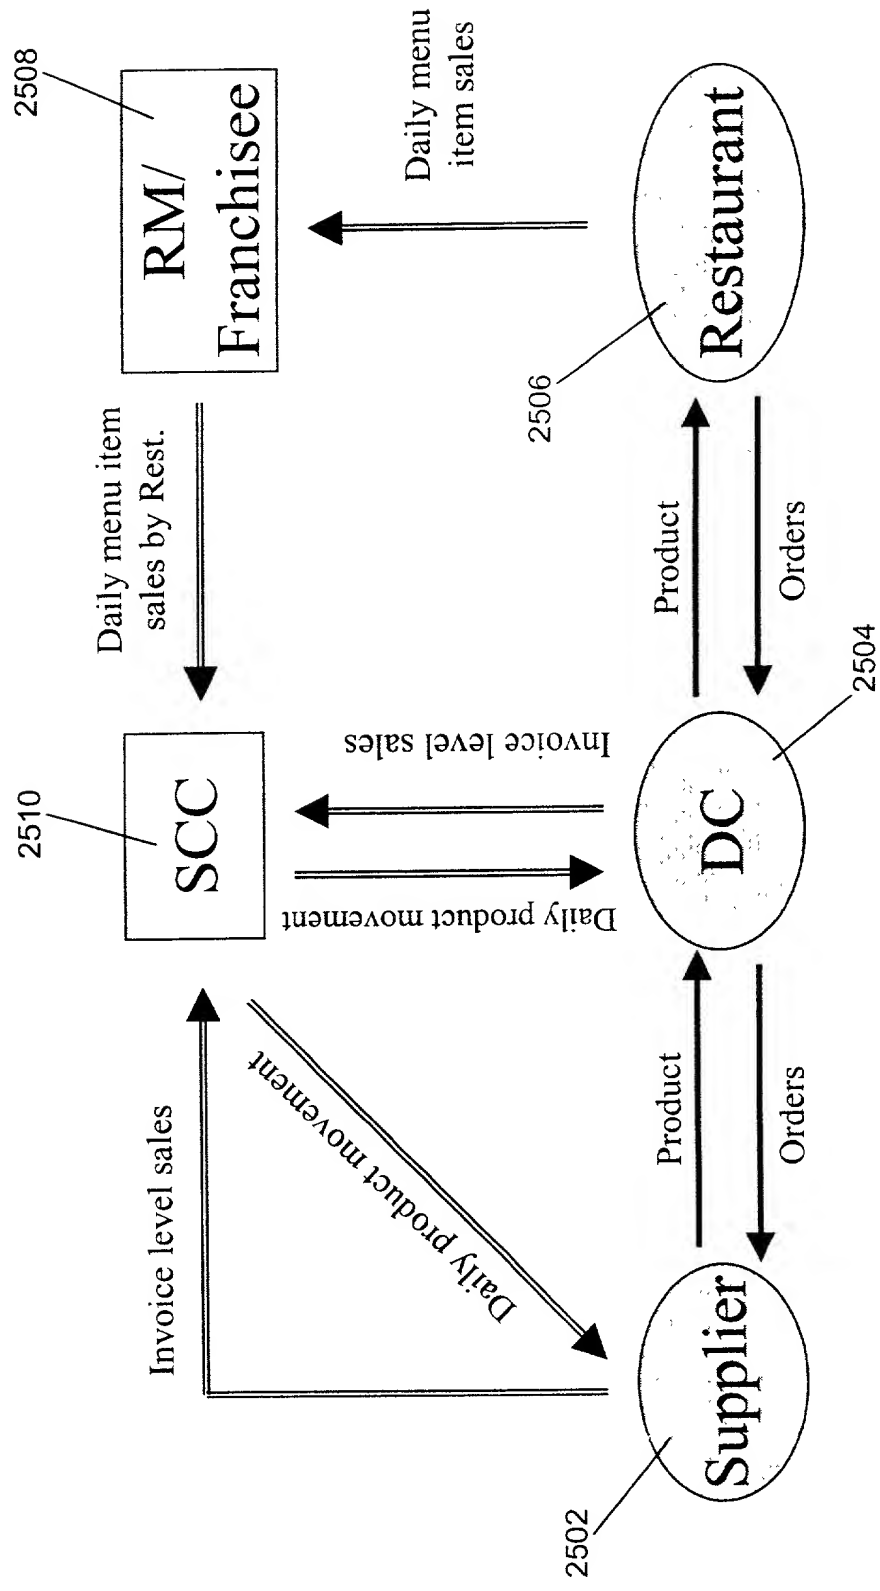 2510
2508
SCC
RM/
Franchisee
Invoice level sales
Daily menu item
sales by Rest.
Daily product movement
Daily product movement
Invoice level sales
Daily menu
item sales
2502
Supplier
Product
Orders
DC
2504
Product
Orders
2506
Restaurant